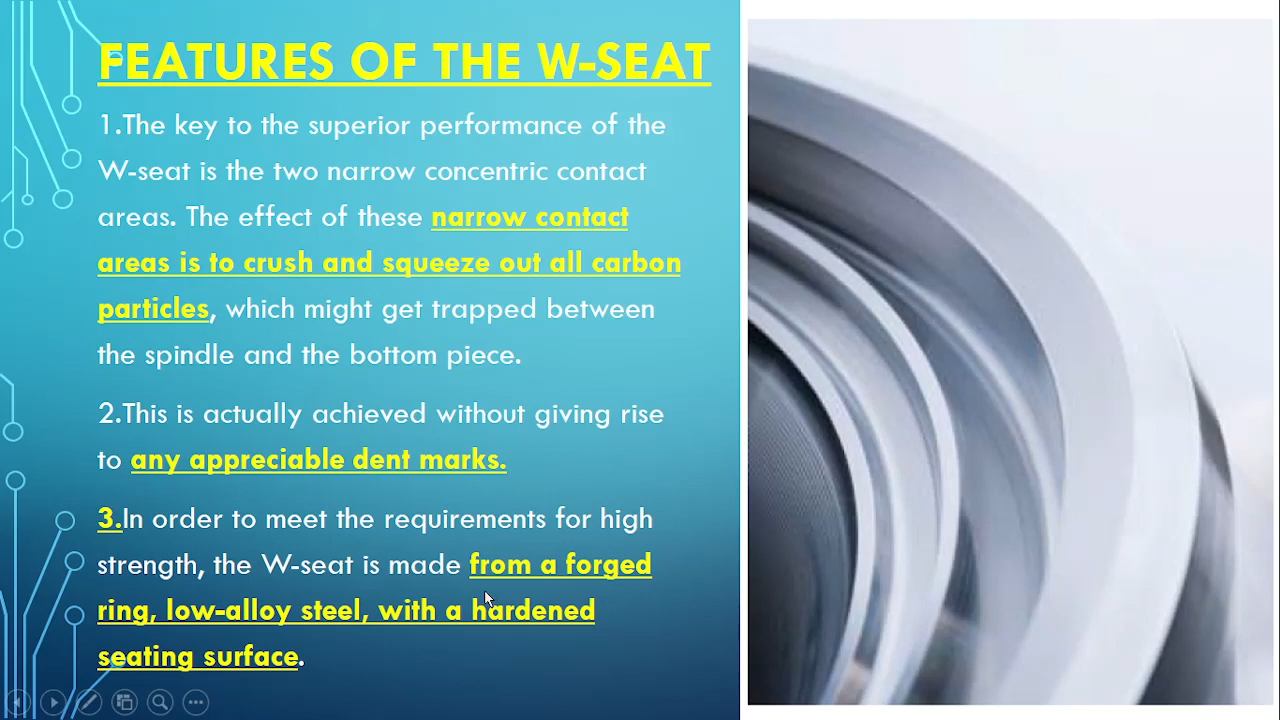 FEATURES OF THE W-SEAT
1.The key to the superior performance of the
W-seat is the two narrow concentric contact
areas. The effect of these narrow contact
areas is to crush and squeeze out all carbon
particles, which might get trapped between
the spindle and the bottom piece.
2.This is actually achieved without giving rise
to any appreciable dent marks.
3.In order to meet the requirements for high
strength, the W-seat is made from a forged
ring, low-alloy steel, with a hardened
seating surface.